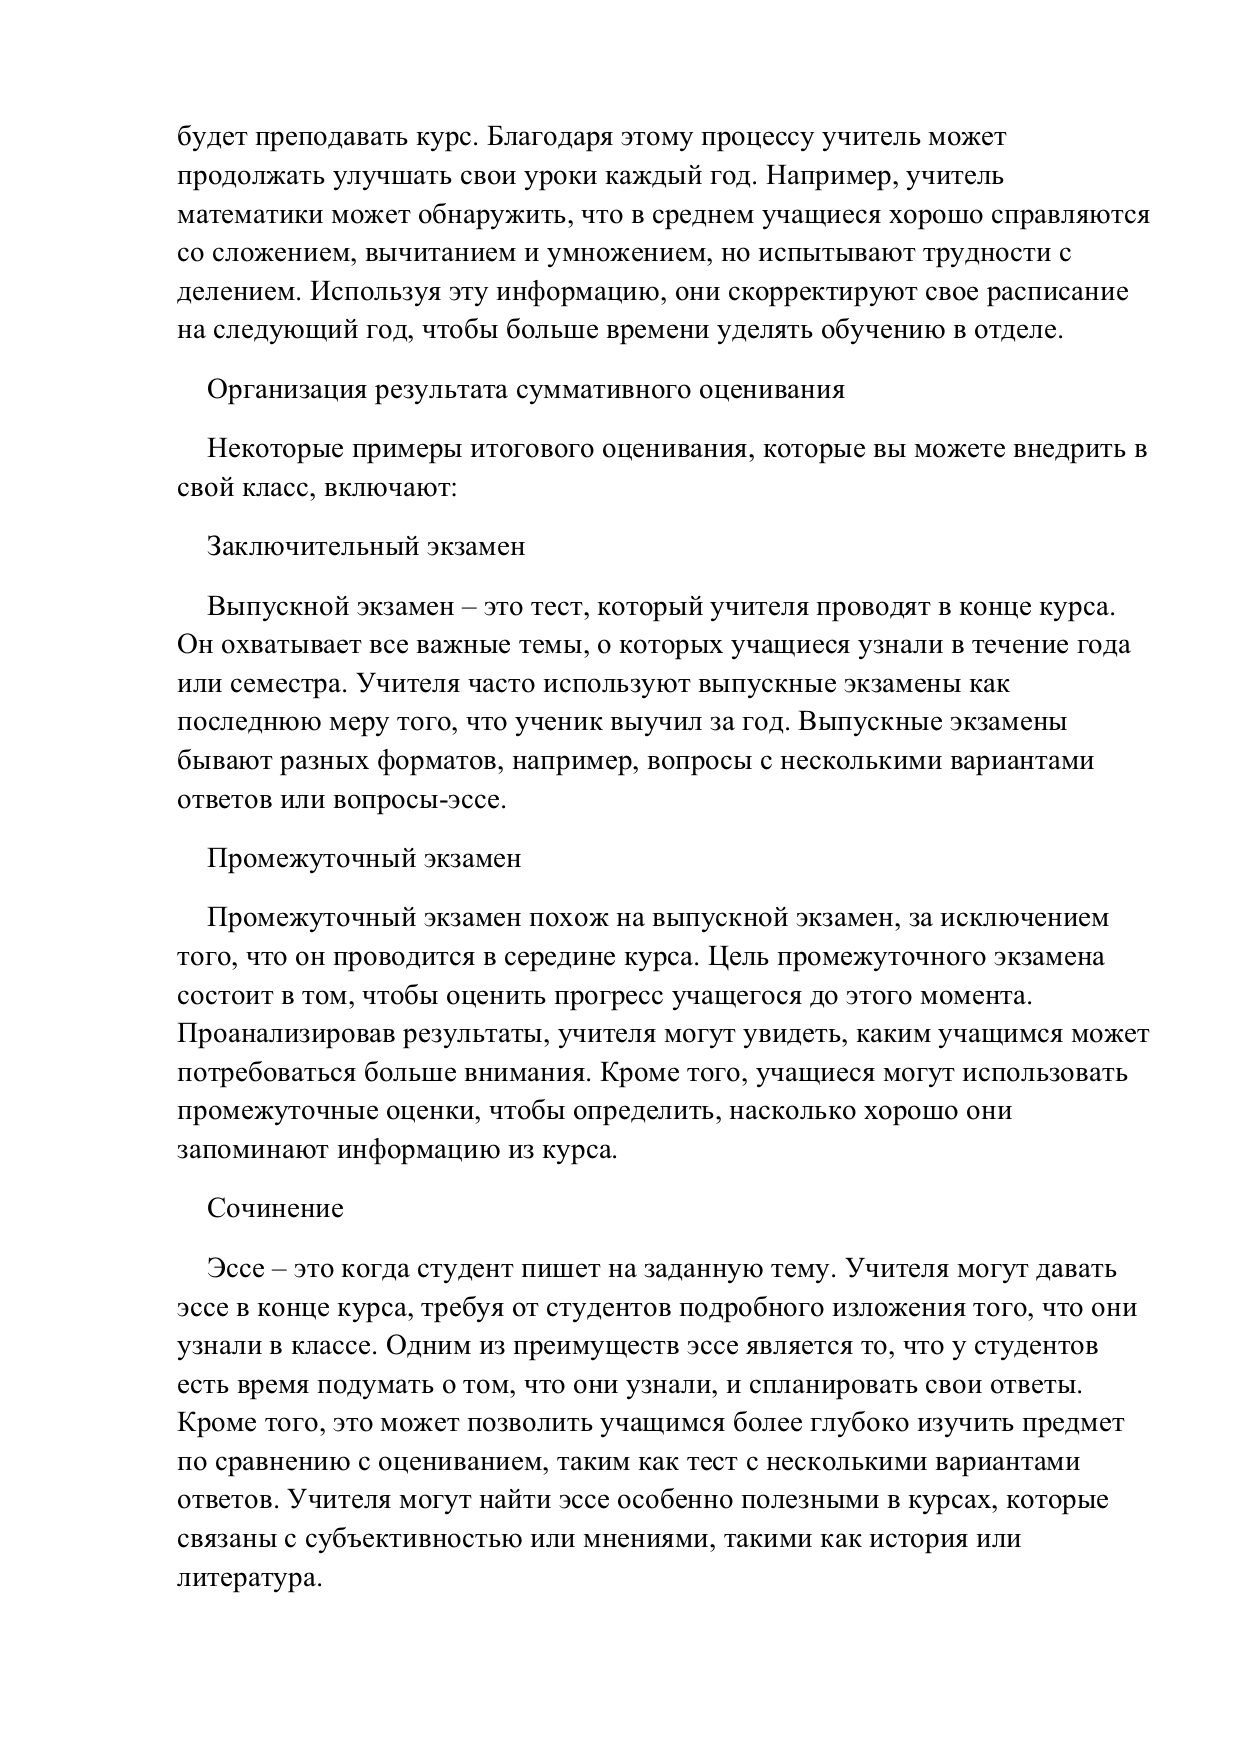 будет преподавать курс. Благодаря этому процессу учитель может
продолжать улучшать свои уроки каждый год. Например, учитель
математики может обнаружить, что в среднем учащиеся хорошо справляются
со сложением, вычитанием и умножением, но испытывают трудности с
делением. Используя эту информацию, они скорректируют свое расписание
на следующий год, чтобы больше времени уделять обучению в отделе.
Организация результата суммативного оценивания
Некоторые примеры итогового оценивания, которые вы можете внедрить в
свой класс, включают:
Заключительный экзамен
Выпускной экзамен – это тест, который учителя проводят в конце курса.
Он охватывает все важные темы, о которых учащиеся узнали в течение года
или семестра. Учителя часто используют выпускные экзамены как
последнюю меру того, что ученик выучил за год. Выпускные экзамены
бывают разных форматов, например, вопросы с несколькими вариантами
ответов или вопросы-эссе.
Промежуточный экзамен
Промежуточный экзамен похож на выпускной экзамен, за исключением
того, что он проводится в середине курса. Цель промежуточного экзамена
состоит в том, чтобы оценить прогресс учащегося до этого момента.
Проанализировав результаты, учителя могут увидеть, каким учащимся может
потребоваться больше внимания. Кроме того, учащиеся могут использовать
промежуточные оценки, чтобы определить, насколько хорошо они
запоминают информацию из курса.
Сочинение
Эссе – это когда студент пишет на заданную тему. Учителя могут давать
эссе в конце курса, требуя от студентов подробного изложения того, что они
узнали в классе. Одним из преимуществ эссе является то, что у студентов
есть время подумать о том, что они узнали, и спланировать свои ответы.
Кроме того, это может позволить учащимся более глубоко изучить предмет
по сравнению с оцениванием, таким как тест с несколькими вариантами
ответов. Учителя могут найти эссе особенно полезными в курсах, которые
связаны с субъективностью или мнениями, такими как история или
литература.